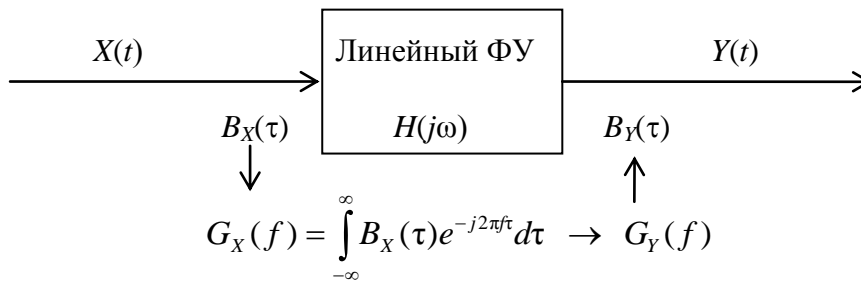 X(t) Линейный ФУ Y(t)
B_X(τ) H(jω) B_Y(τ)
G_X(f) = ∫_{-∞}^{∞} B_X(τ)e^{-j2πfτ}dτ → G_Y(f)